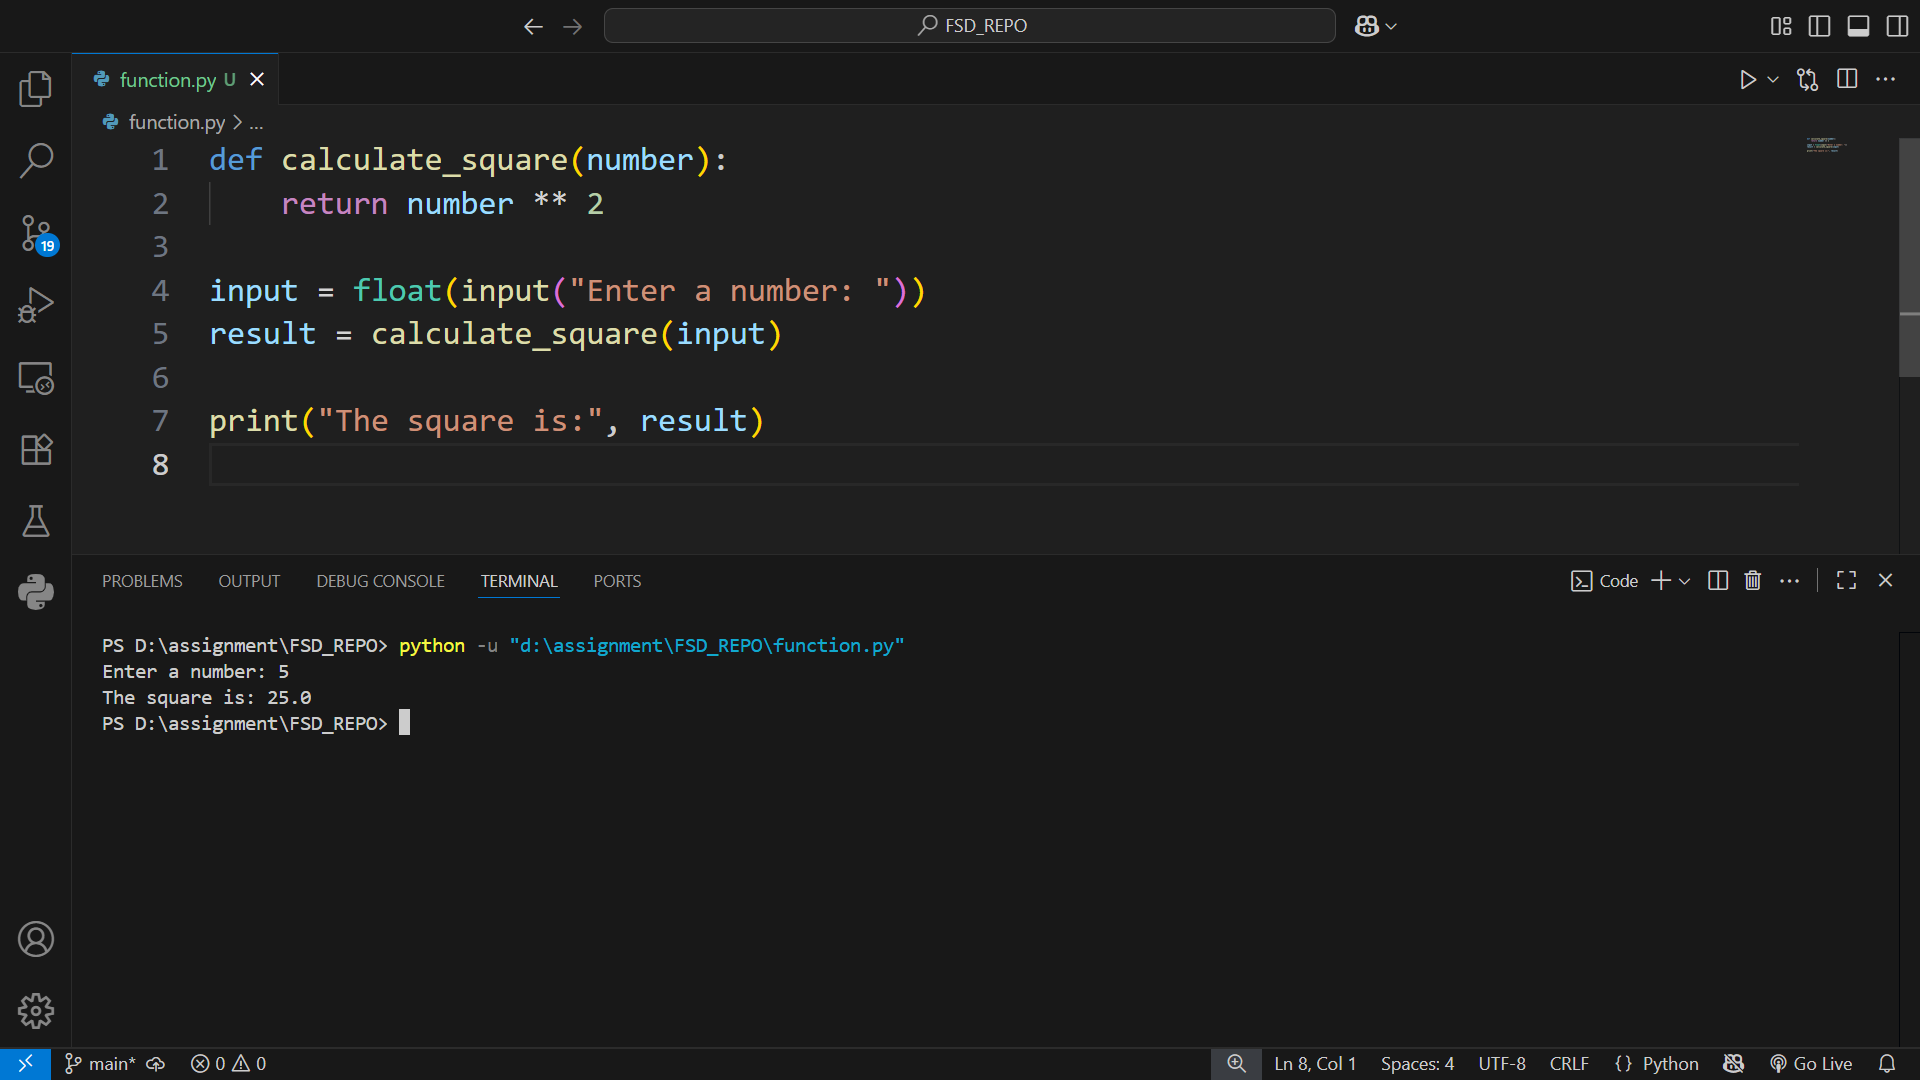 FSD_REPO
function.py U
function.py > ...
1 def calculate_square(number):
2     return number ** 2
3
4 input = float(input("Enter a number: "))
5 result = calculate_square(input)
6
7 print("The square is:", result)
8
19
PROBLEMS OUTPUT DEBUG CONSOLE TERMINAL PORTS Code
PS D:\assignment\FSD_REPO> python -u "d:\assignment\FSD_REPO\function.py"
Enter a number: 5
The square is: 25.0
PS D:\assignment\FSD_REPO>
main* 0 0 Ln 8, Col 1 Spaces: 4 UTF-8 CRLF {} Python Go Live